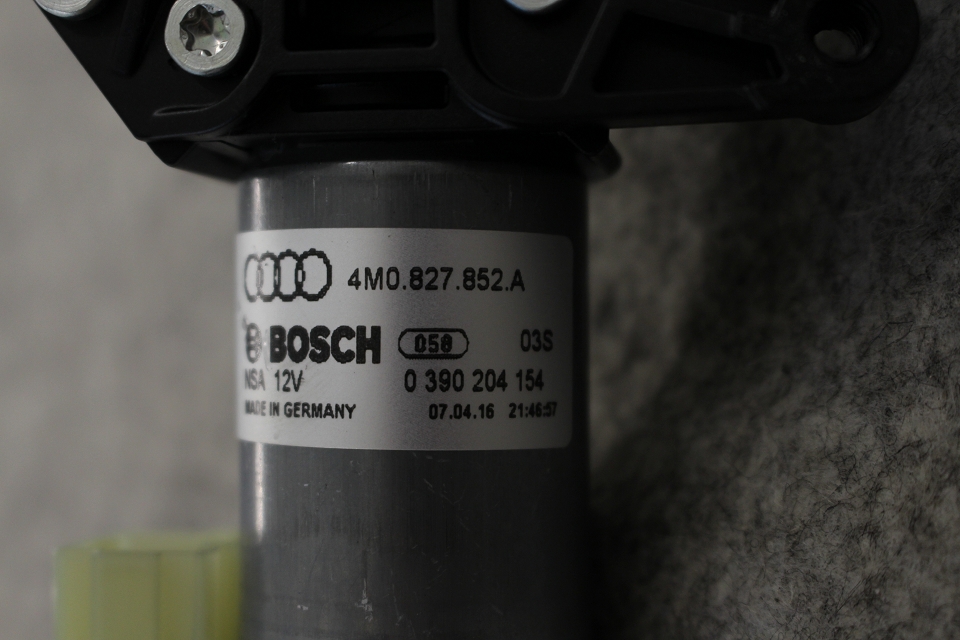 4M0.827.852.A
BOSCH 058 03S
NSA 12V 0 390 204 154
MADE IN GERMANY 07.04.16 21:46:57